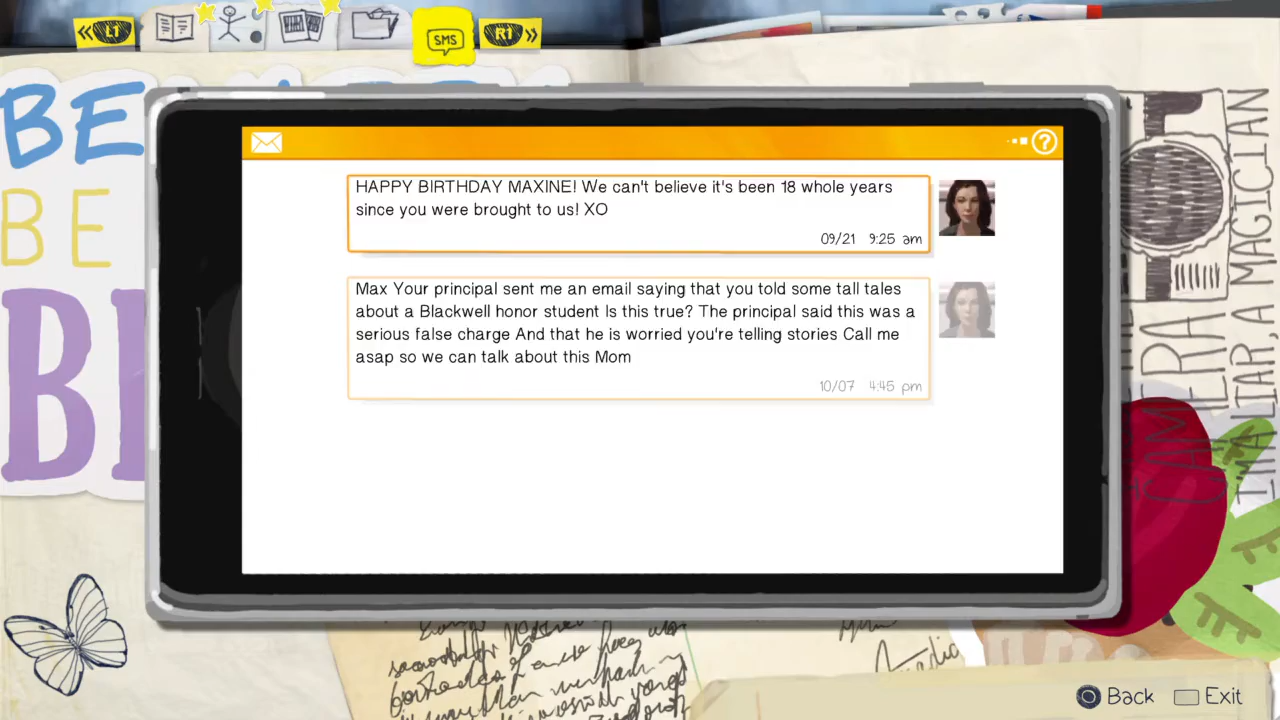 L1
SMS
R1
BE
BE
HAPPY BIRTHDAY MAXINE! We can't believe it's been 18 whole years
since you were brought to us! XO
09/21 9:25 am
Max Your principal sent me an email saying that you told some tall tales
about a Blackwell honor student Is this true? The principal said this was a
serious false charge And that he is worried you're telling stories Call me
asap so we can talk about this Mom
10/07 4:45 pm
CAMERA
I'M A LIAR, A MAGICIAN
Back
Exit